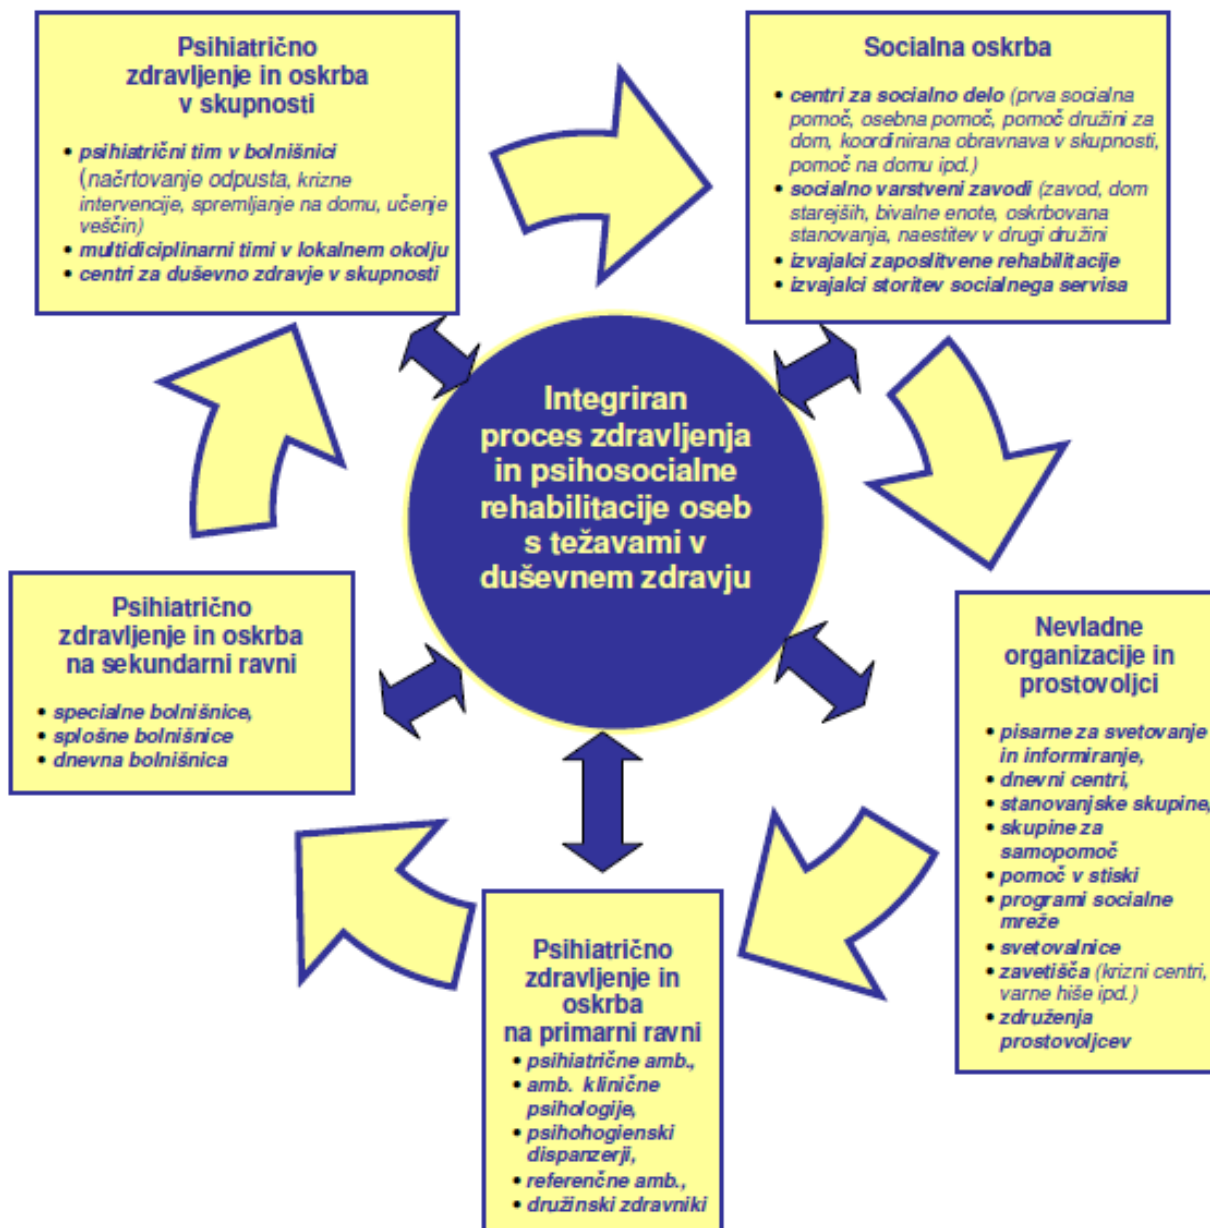 Psihiatrično
zdravljenje in oskrba
v skupnosti
• psihiatrični tim v bolnišnici
(načrtovanje odpusta, krizne
intervencije, spremljanje na domu, učenje
veščin)
• multidiciplinarni timi v lokalnem okolju
• centri za duševno zdravje v skupnosti
Socialna oskrba
• centri za socialno delo (prva socialna
pomoč, osebna pomoč, pomoč družini za
dom, koordinirana obravnava v skupnosti,
pomoč na domu ipd.)
• socialno varstveni zavodi (zavod, dom
starejših, bivalne enote, oskrbovana
stanovanja, naestitev v drugi družini
• izvajalci zaposlitvene rehabilitacije
• izvajalci storitev socialnega servisa
Integriran
proces zdravljenja
in psihosocialne
rehabilitacije oseb
s težavami v
duševnem zdravju
Psihiatrično
zdravljenje in oskrba
na sekundarni ravni
• specialne bolnišnice,
• splošne bolnišnice
• dnevna bolnišnica
Nevladne
organizacije in
prostovoljci
• pisarne za svetovanje
in informiranje,
• dnevni centri,
• stanovanjske skupine,
• skupine za
samopomoč
• pomoč v stiski
• programi socialne
mreže
• svetovalnice
• zavetišča (krizni centri,
varne hiše ipd.)
• združenja
prostovoljcev
Psihiatrično
zdravljenje in
oskrba
na primarni ravni
• psihiatrične amb.,
• amb. klinične
psihologije,
• psihohogienski
dispanzerji,
• referenčne amb.,
• družinski zdravniki